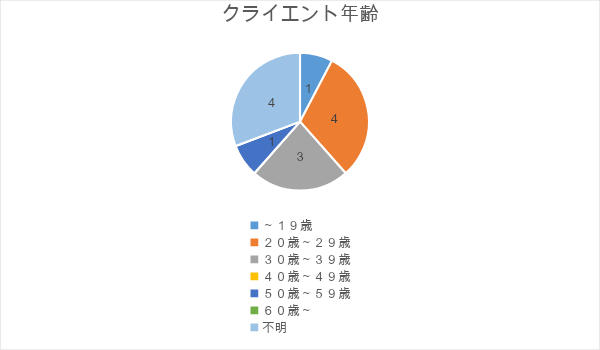 クライエント年齢
1
4
3
1
4
～１９歳
２０歳～２９歳
３０歳～３９歳
４０歳～４９歳
５０歳～５９歳
６０歳～
不明